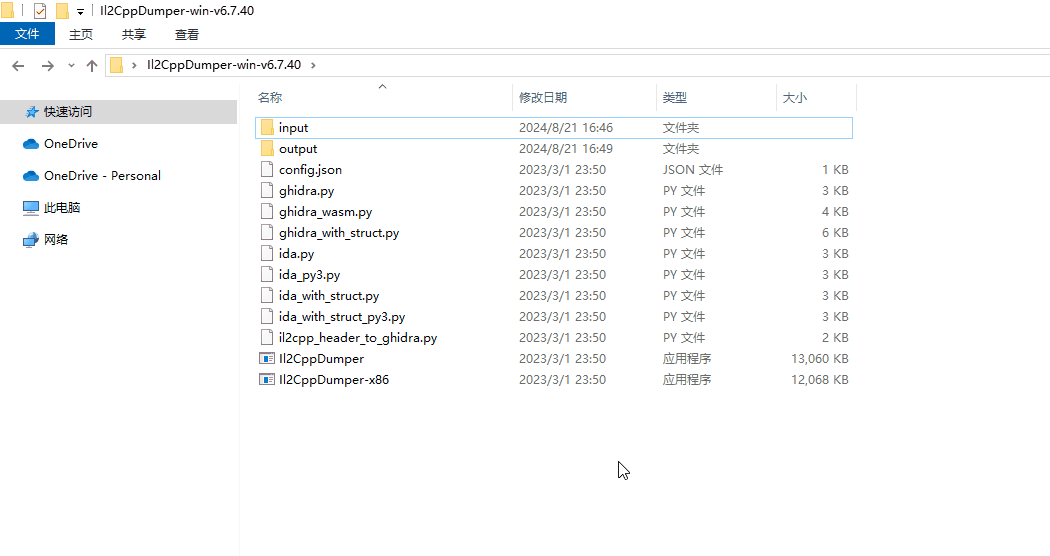 Il2CppDumper-win-v6.7.40
文件 主页 共享 查看
Il2CppDumper-win-v6.7.40
名称 修改日期 类型 大小
快速访问
OneDrive
OneDrive - Personal
此电脑
网络
input 2024/8/21 16:46 文件夹
output 2024/8/21 16:49 文件夹
config.json 2023/3/1 23:50 JSON 文件 1 KB
ghidra.py 2023/3/1 23:50 PY 文件 3 KB
ghidra_wasm.py 2023/3/1 23:50 PY 文件 4 KB
ghidra_with_struct.py 2023/3/1 23:50 PY 文件 6 KB
ida.py 2023/3/1 23:50 PY 文件 3 KB
ida_py3.py 2023/3/1 23:50 PY 文件 3 KB
ida_with_struct.py 2023/3/1 23:50 PY 文件 3 KB
ida_with_struct_py3.py 2023/3/1 23:50 PY 文件 3 KB
il2cpp_header_to_ghidra.py 2023/3/1 23:50 PY 文件 2 KB
Il2CppDumper 2023/3/1 23:50 应用程序 13,060 KB
Il2CppDumper-x86 2023/3/1 23:50 应用程序 12,068 KB